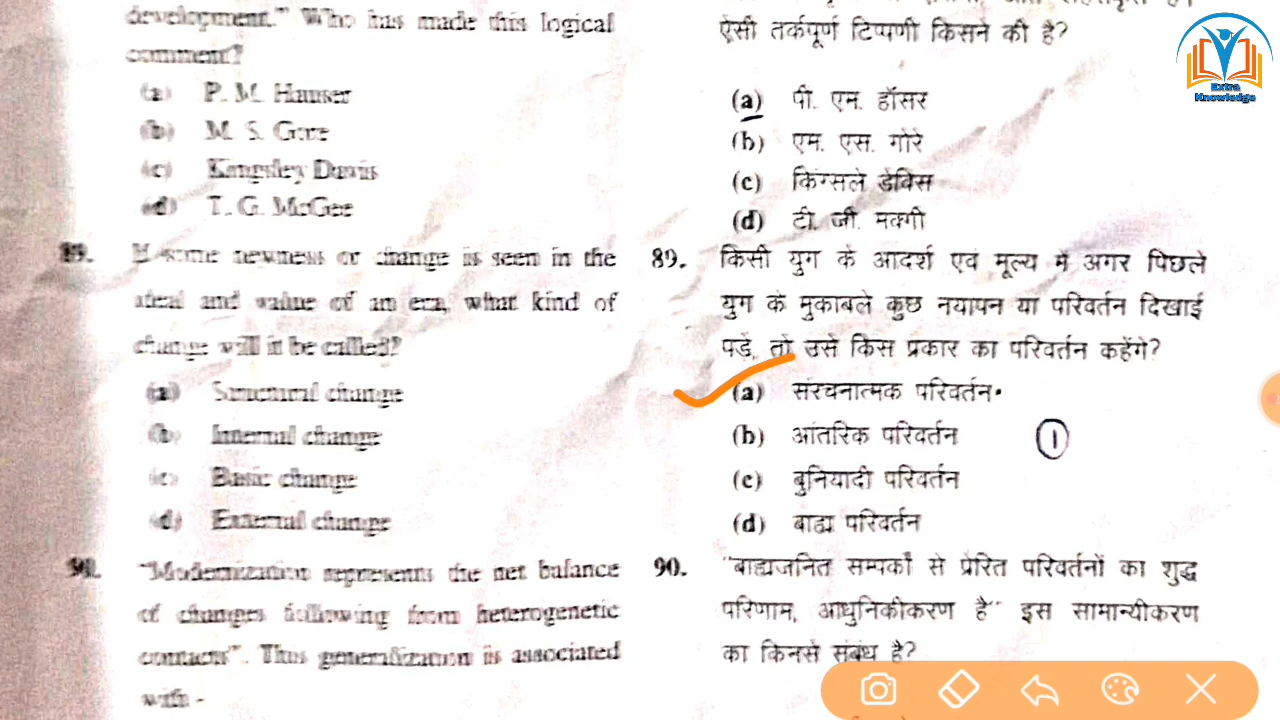 development." Who has made this logical
comment?
(a) P. M. Hauser
(b) M. S. Gore
(c) Kingsley Davis
(d) T. G. McGee
89. If some newness or change is seen in the
ideal and value of an era, what kind of
change will it be called?
(a) Structural change
(b) Internal change
(c) Basic change
(d) External change
90. "Modernization represents the net balance
of changes following from heterogenetic
contacts". This generalization is associated
with -
ऐसी तर्कपूर्ण टिप्पणी किसने की है?
(a) पी. एम. हॉसर
(b) एम. एस. गोरे
(c) किंग्सले डेविस
(d) टी. जी. मक्गी
89. किसी युग के आदर्श एवं मूल्य में अगर पिछले
युग के मुकाबले कुछ नयापन या परिवर्तन दिखाई
पड़े, तो उसे किस प्रकार का परिवर्तन कहेंगे?
(a) संरचनात्मक परिवर्तन
(b) आंतरिक परिवर्तन
1
(c) बुनियादी परिवर्तन
(d) बाह्य परिवर्तन
90. "बाह्यजनित सम्पर्कों से प्रेरित परिवर्तनों का शुद्ध
परिणाम, आधुनिकीकरण है" इस सामान्यीकरण
का किनसे संबंध है?
Extra
Knowledge